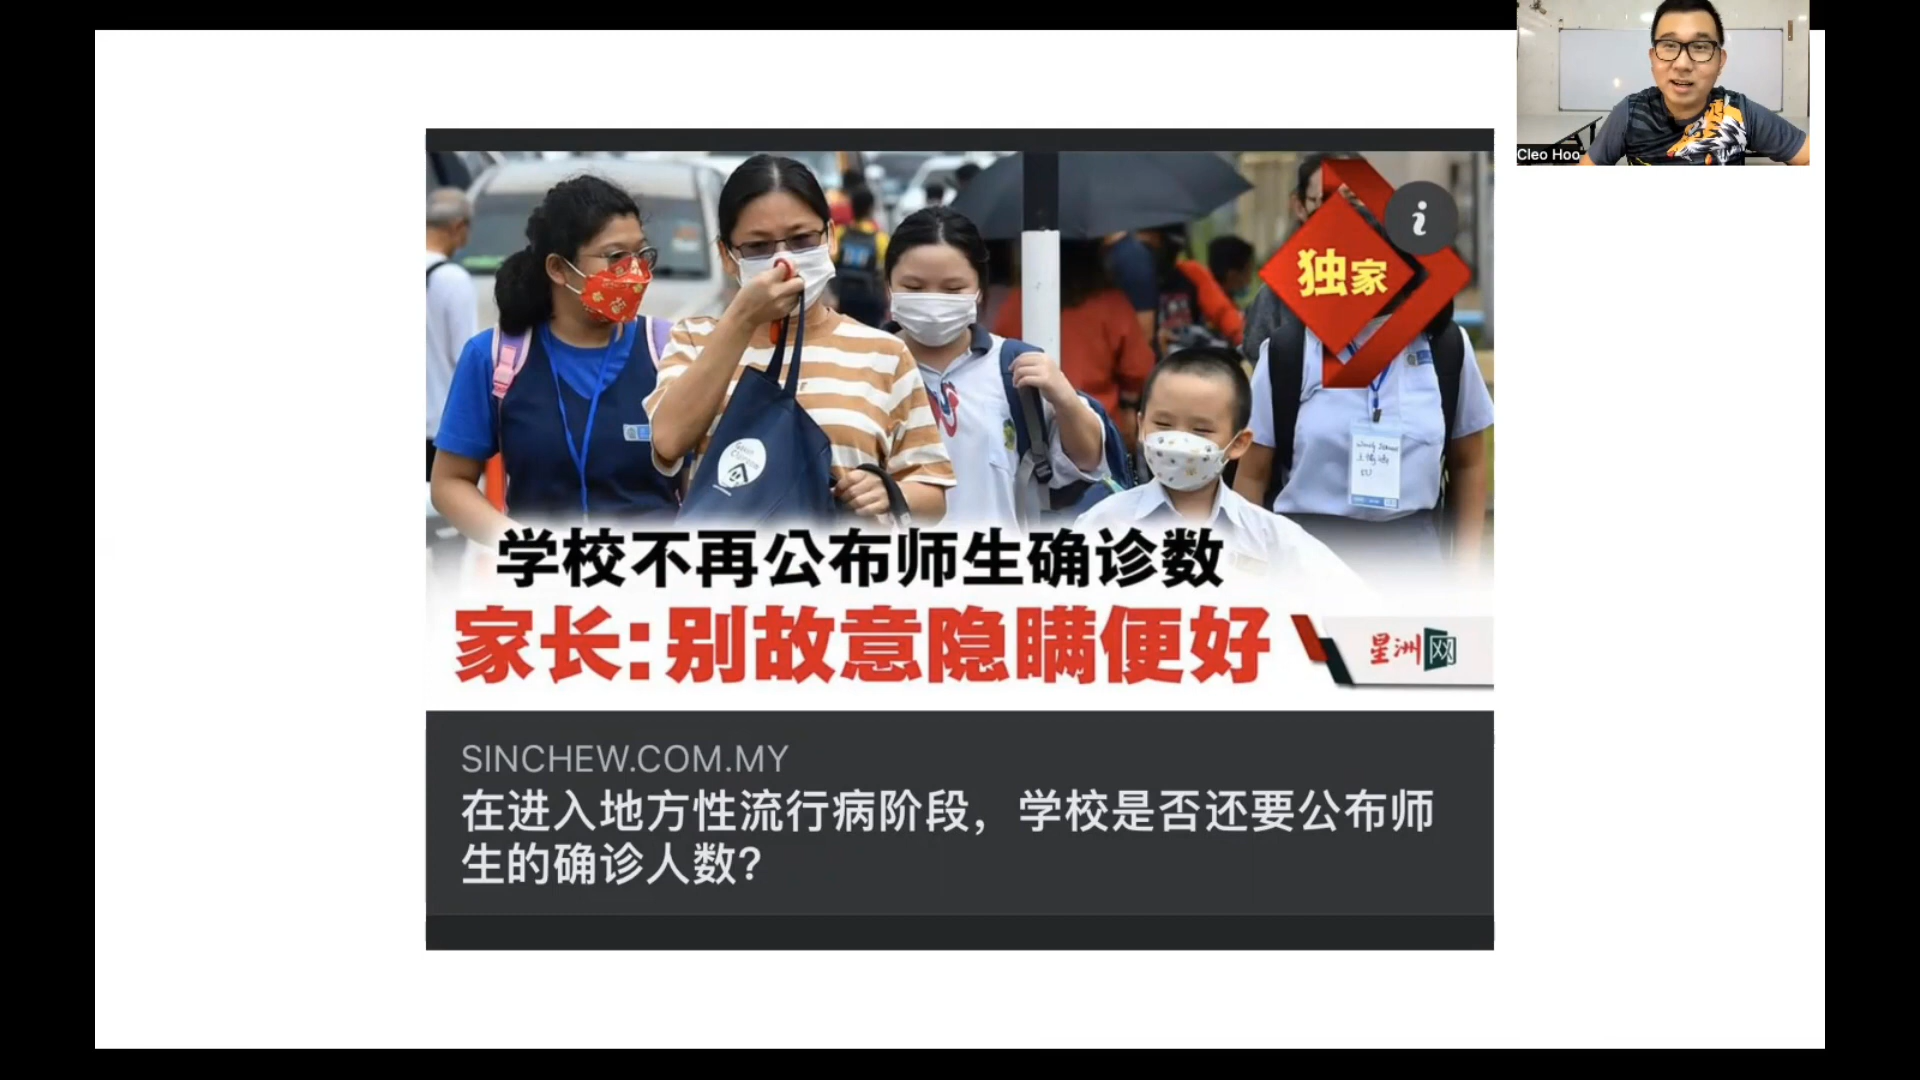 Cleo Hoo
独家
i
学校不再公布师生确诊数
家长:别故意隐瞒便好
星洲网
SINCHEW.COM.MY
在进入地方性流行病阶段，学校是否还要公布师
生的确诊人数?